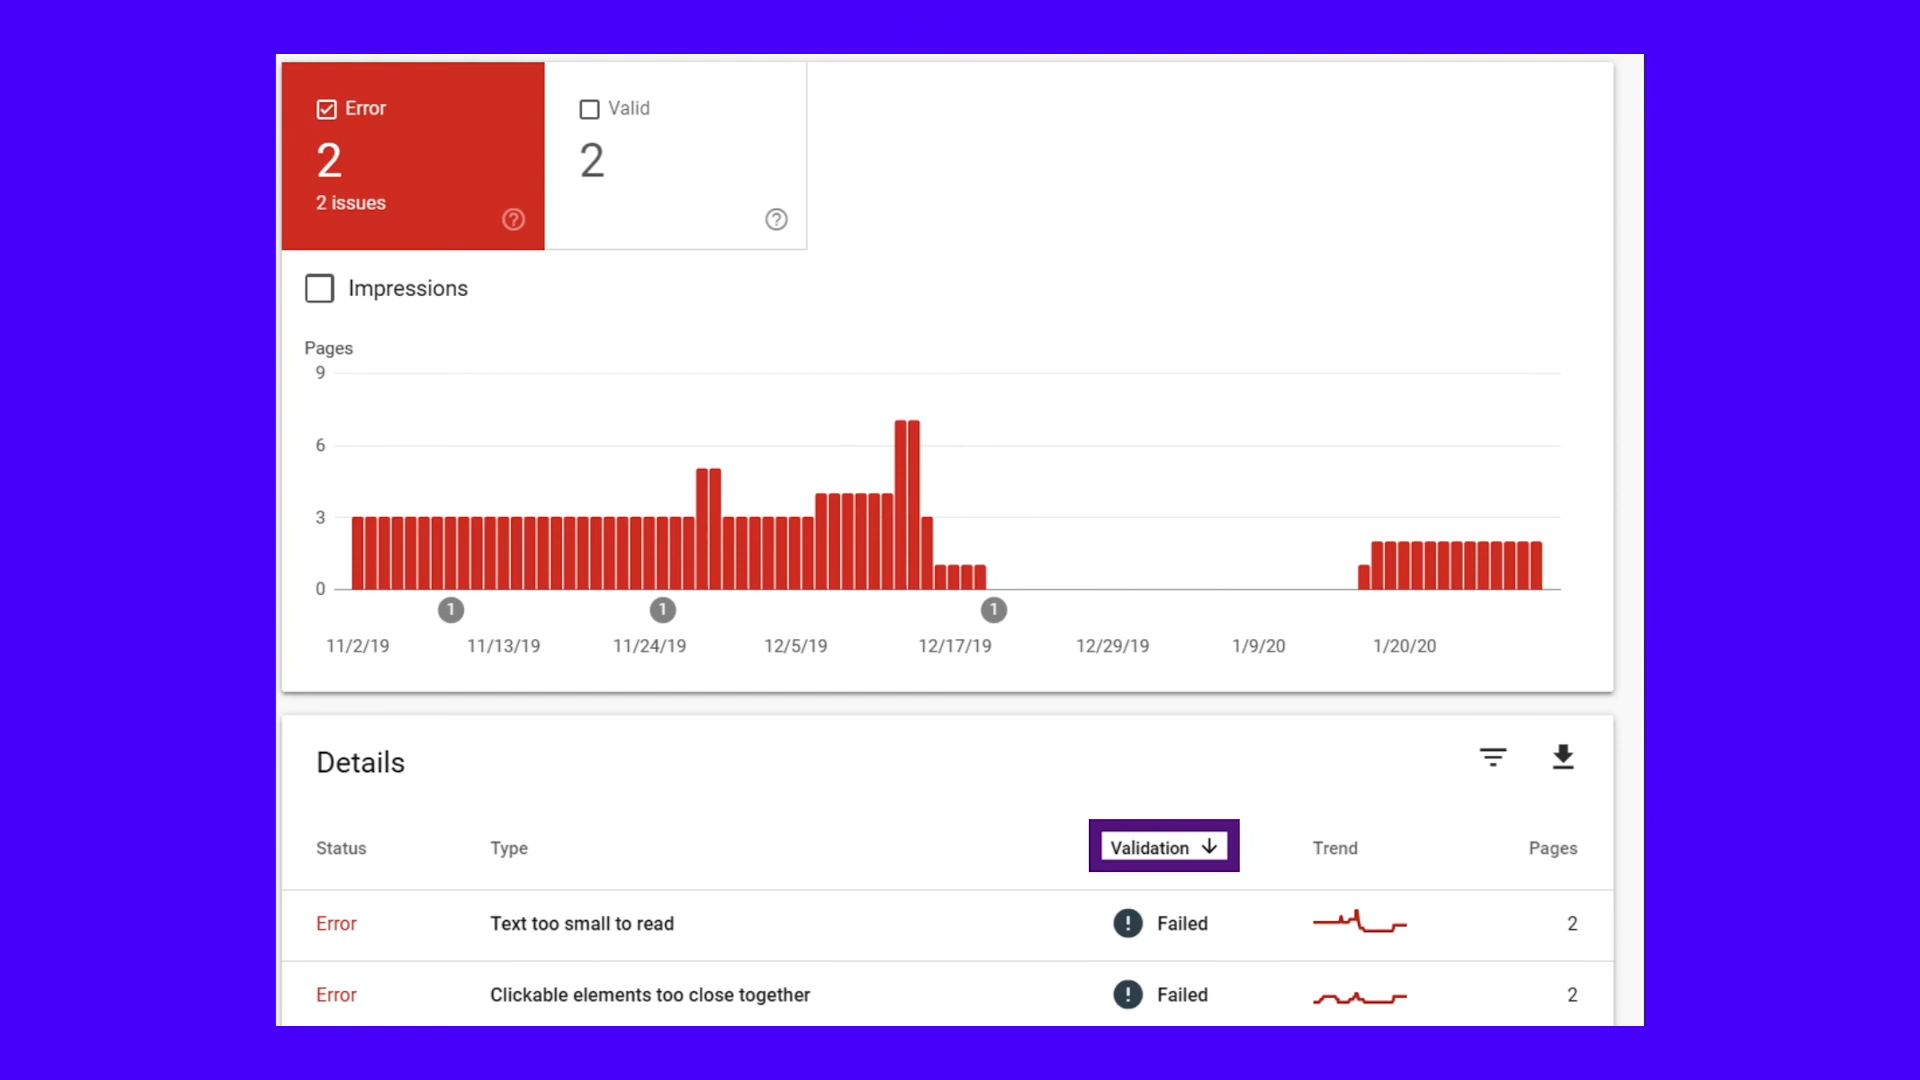 Error
Valid
2
2
2 issues
Impressions
Pages
9
6
3
0
1 1 1
11/2/19 11/13/19 11/24/19 12/5/19 12/17/19 12/29/19 1/9/20 1/20/20
Details
Status Type Validation Trend Pages
Error Text too small to read ! Failed 2
Error Clickable elements too close together ! Failed 2